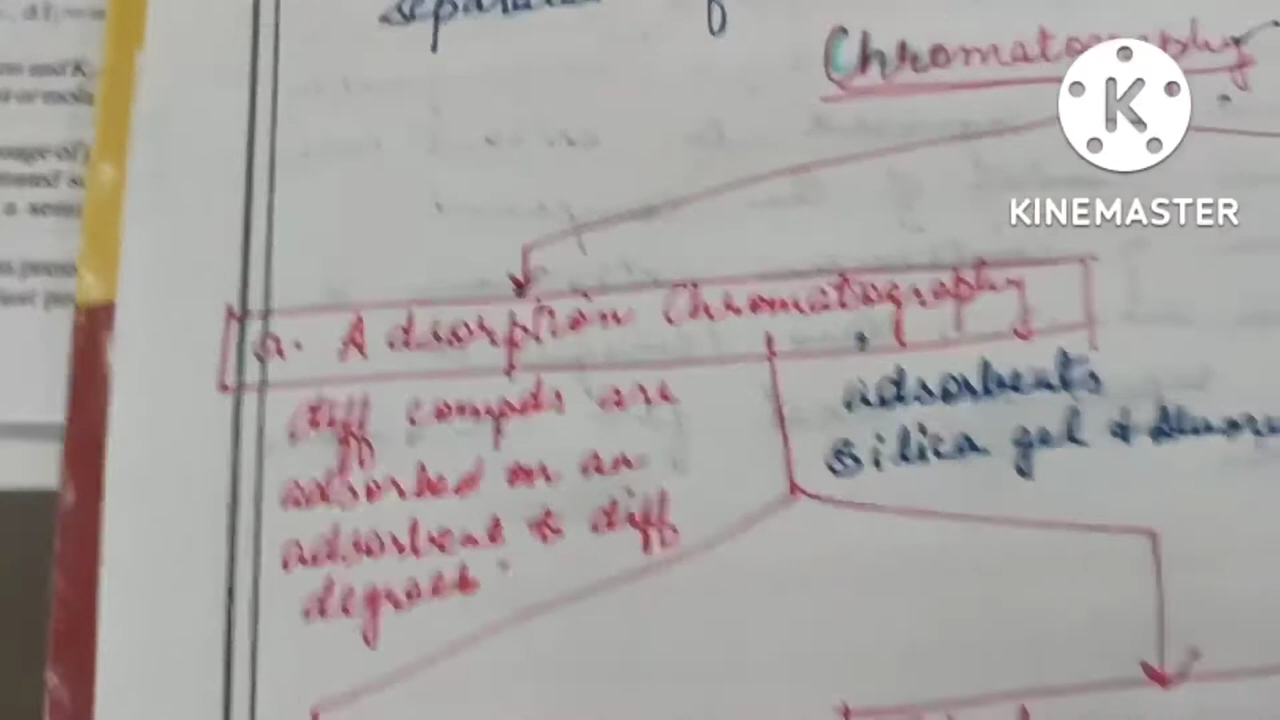 Chromatography
KINEMASTER
a. Adsorption Chromatography
diff compds are
adsorbed on an
adsorbent to diff
degrees.
adsorbents
silica gel &